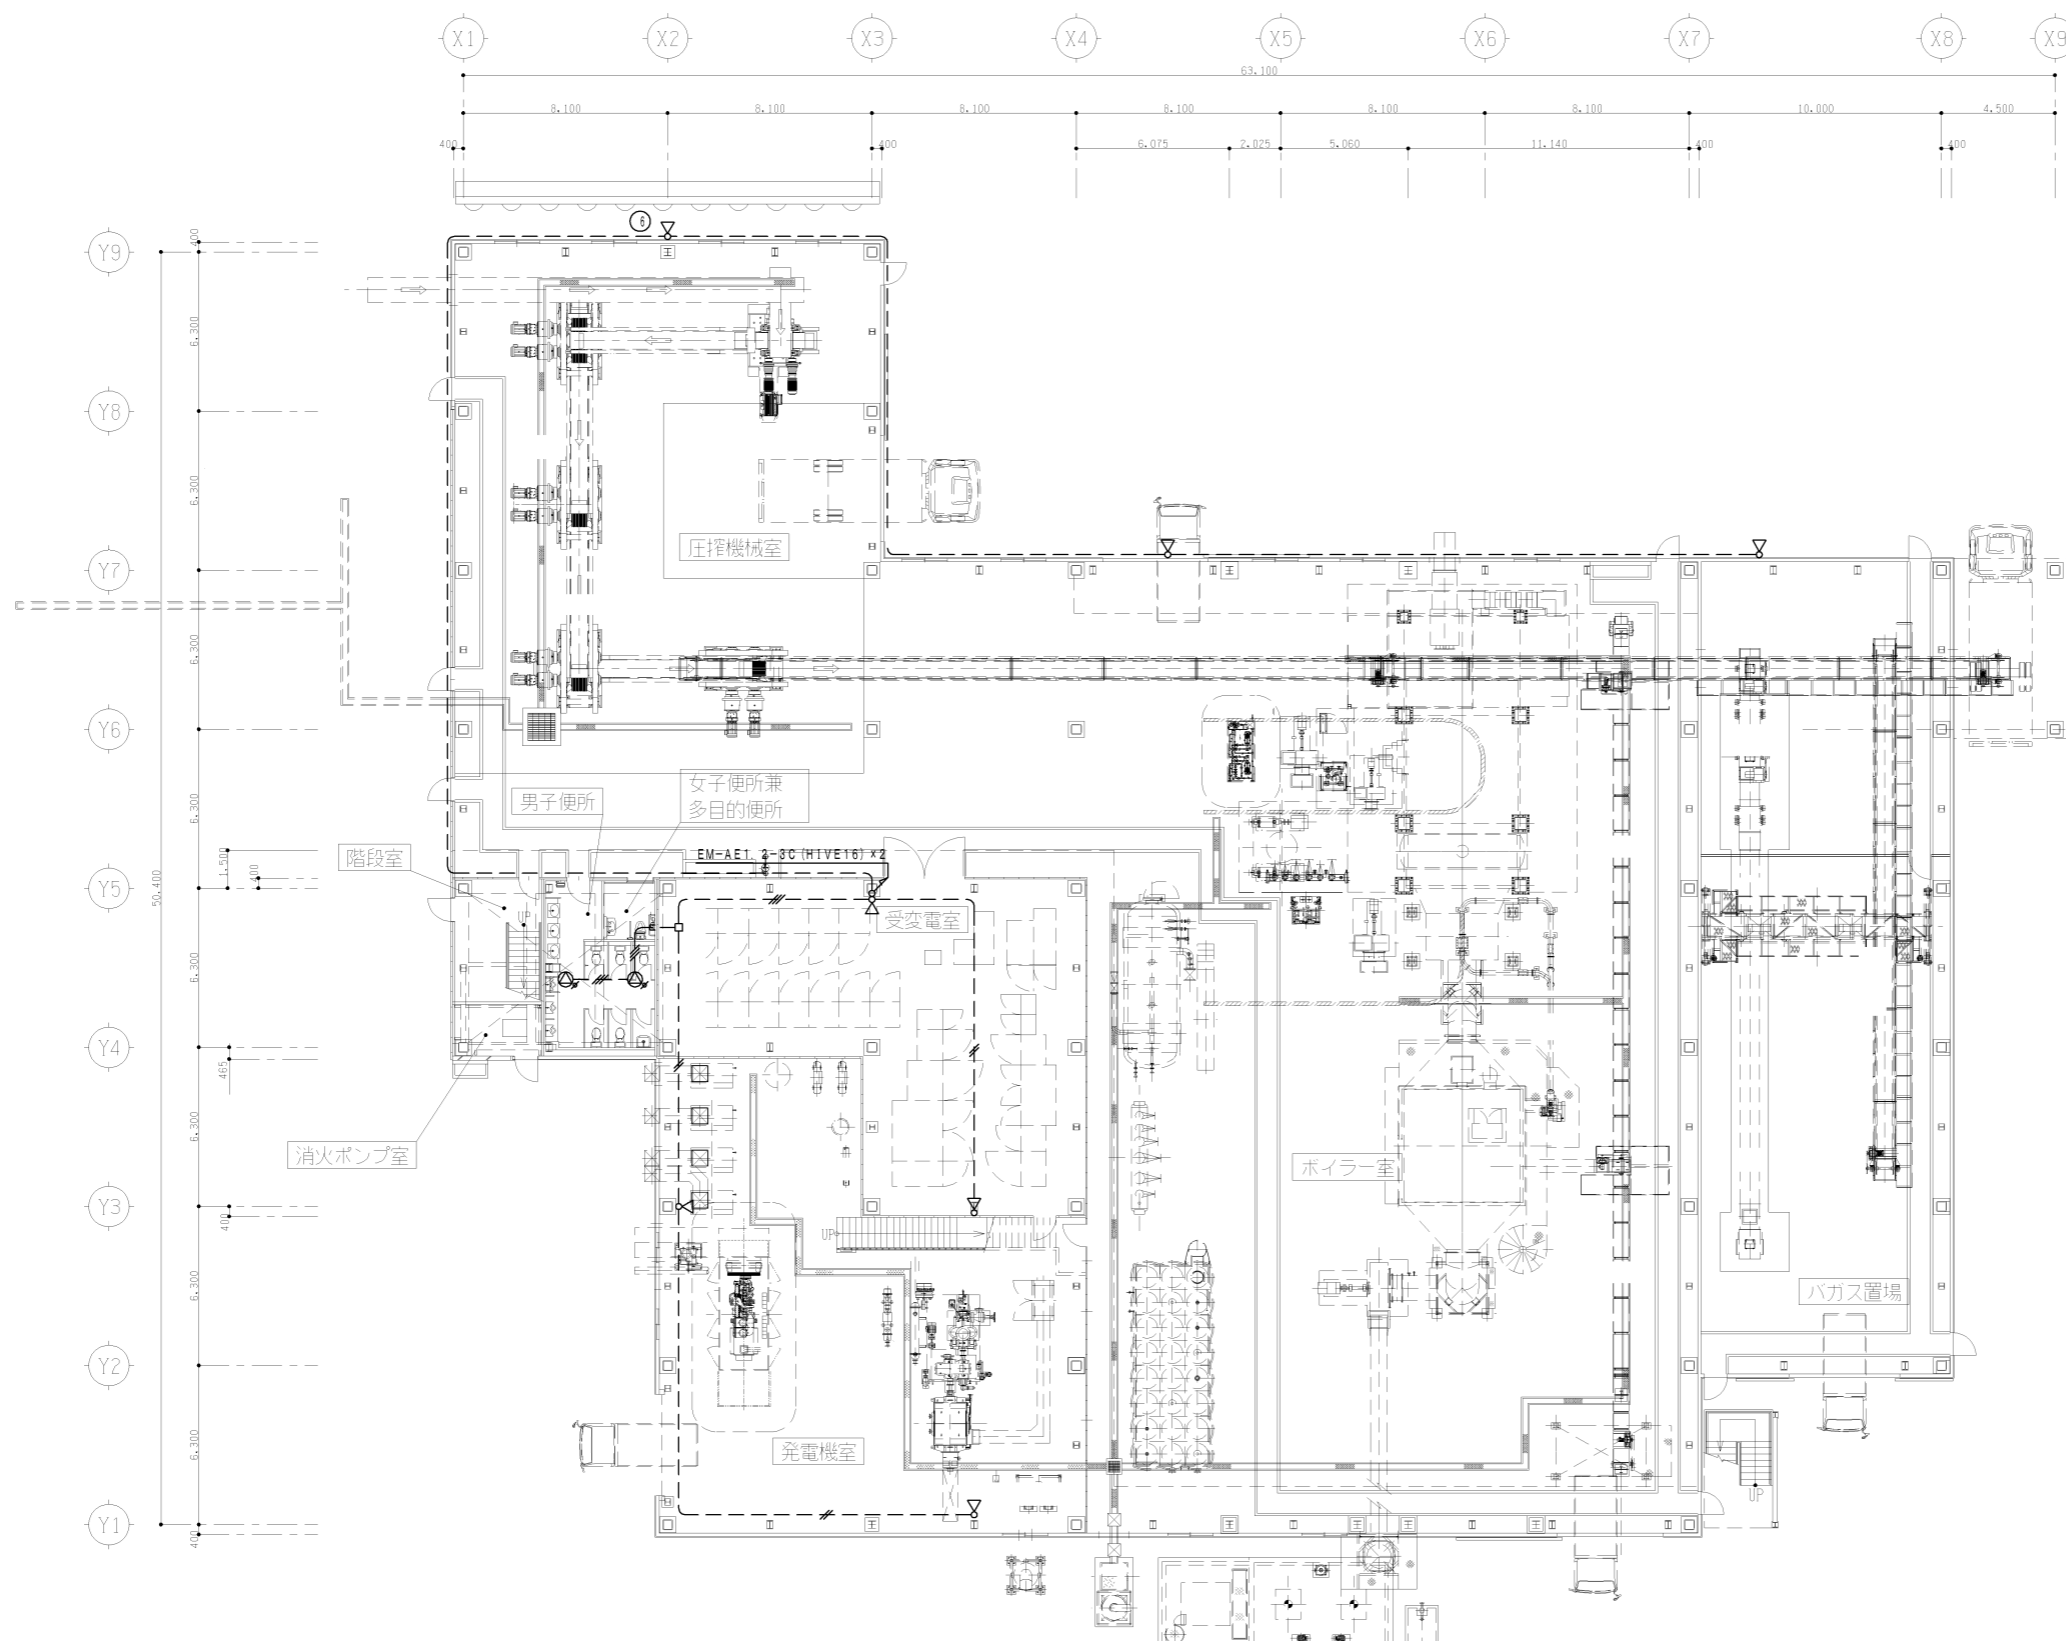 X1
X2
X3
X4
X5
X6
X7
X8
X9
63.100
8.100
8.100
8.100
8.100
8.100
8.100
10.000
4.500
400
400
6.075
2.025
5.060
11.140
400
400
6
Y9
400
6.300
Y8
6.300
圧搾機械室
Y7
6.300
Y6
女子便所兼
多目的便所
男子便所
6.300
EM-AE1.2-3C(HIVE16)×2
階段室
1.500
400
Y5
50.400
受変電室
UP
6.300
Y4
465
6.300
消火ポンプ室
ボイラー室
Y3
400
UP
6.300
バガス置場
Y2
6.300
発電機室
UP
Y1
400